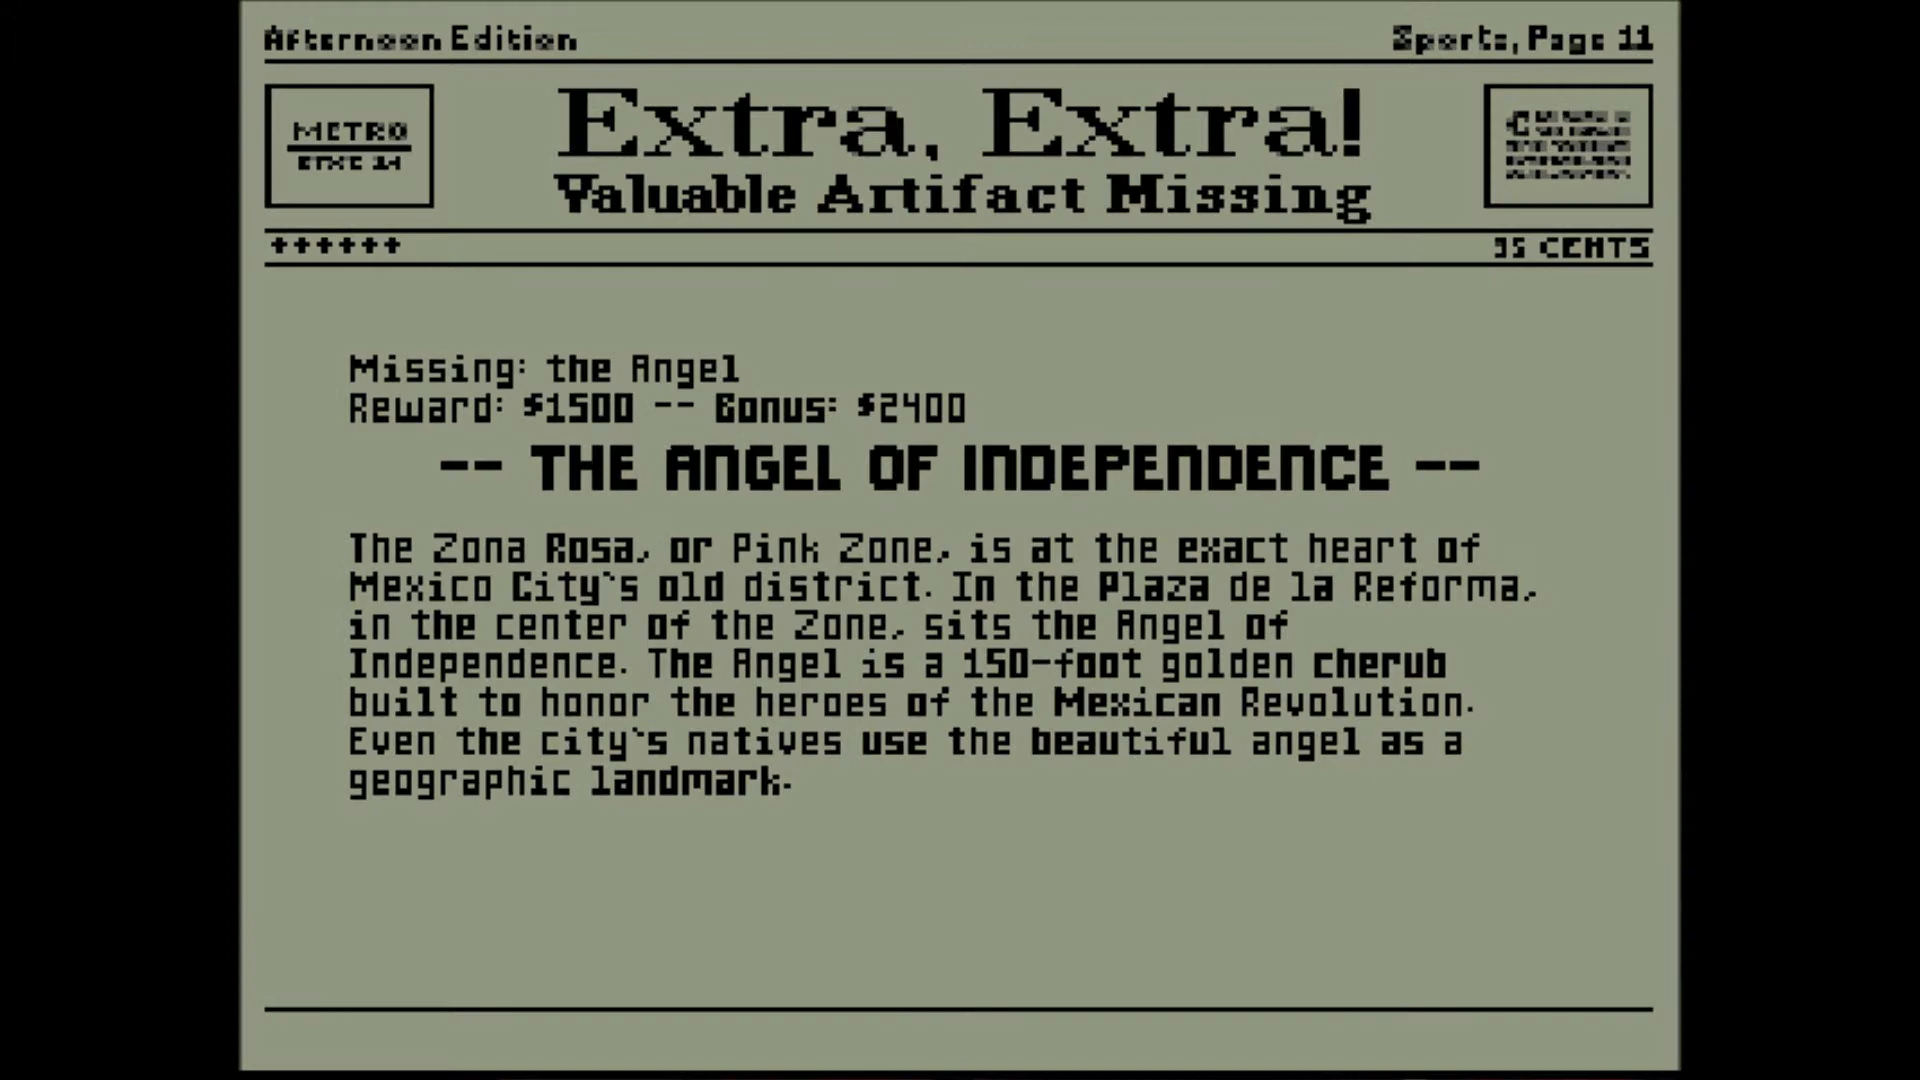 Afternoon Edition
Sports, Page 11
METRO
Extra, Extra!
Valuable Artifact Missing
++++++
35 CENTS
Missing: the Angel
Reward: $1500 -- Bonus: $2400
-- THE ANGEL OF INDEPENDENCE --
The Zona Rosa, or Pink Zone, is at the exact heart of
Mexico City's old district. In the Plaza de la Reforma,
in the center of the Zone, sits the Angel of
Independence. The Angel is a 150-foot golden cherub
built to honor the heroes of the Mexican Revolution.
Even the city's natives use the beautiful angel as a
geographic landmark.